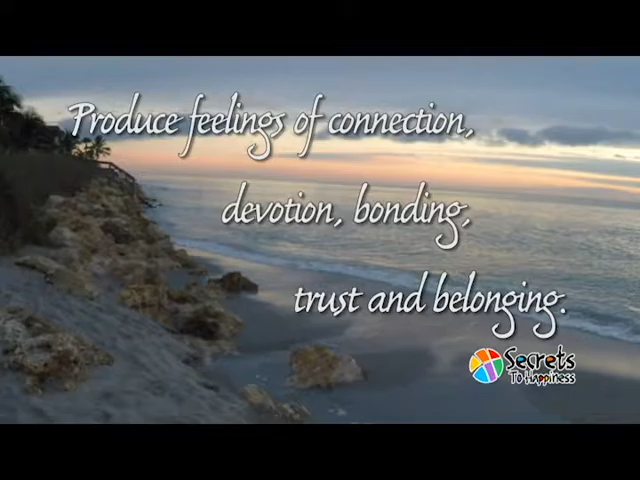 Produce feelings of connection,
devotion, bonding,
trust and belonging.
Secrets
To Happiness